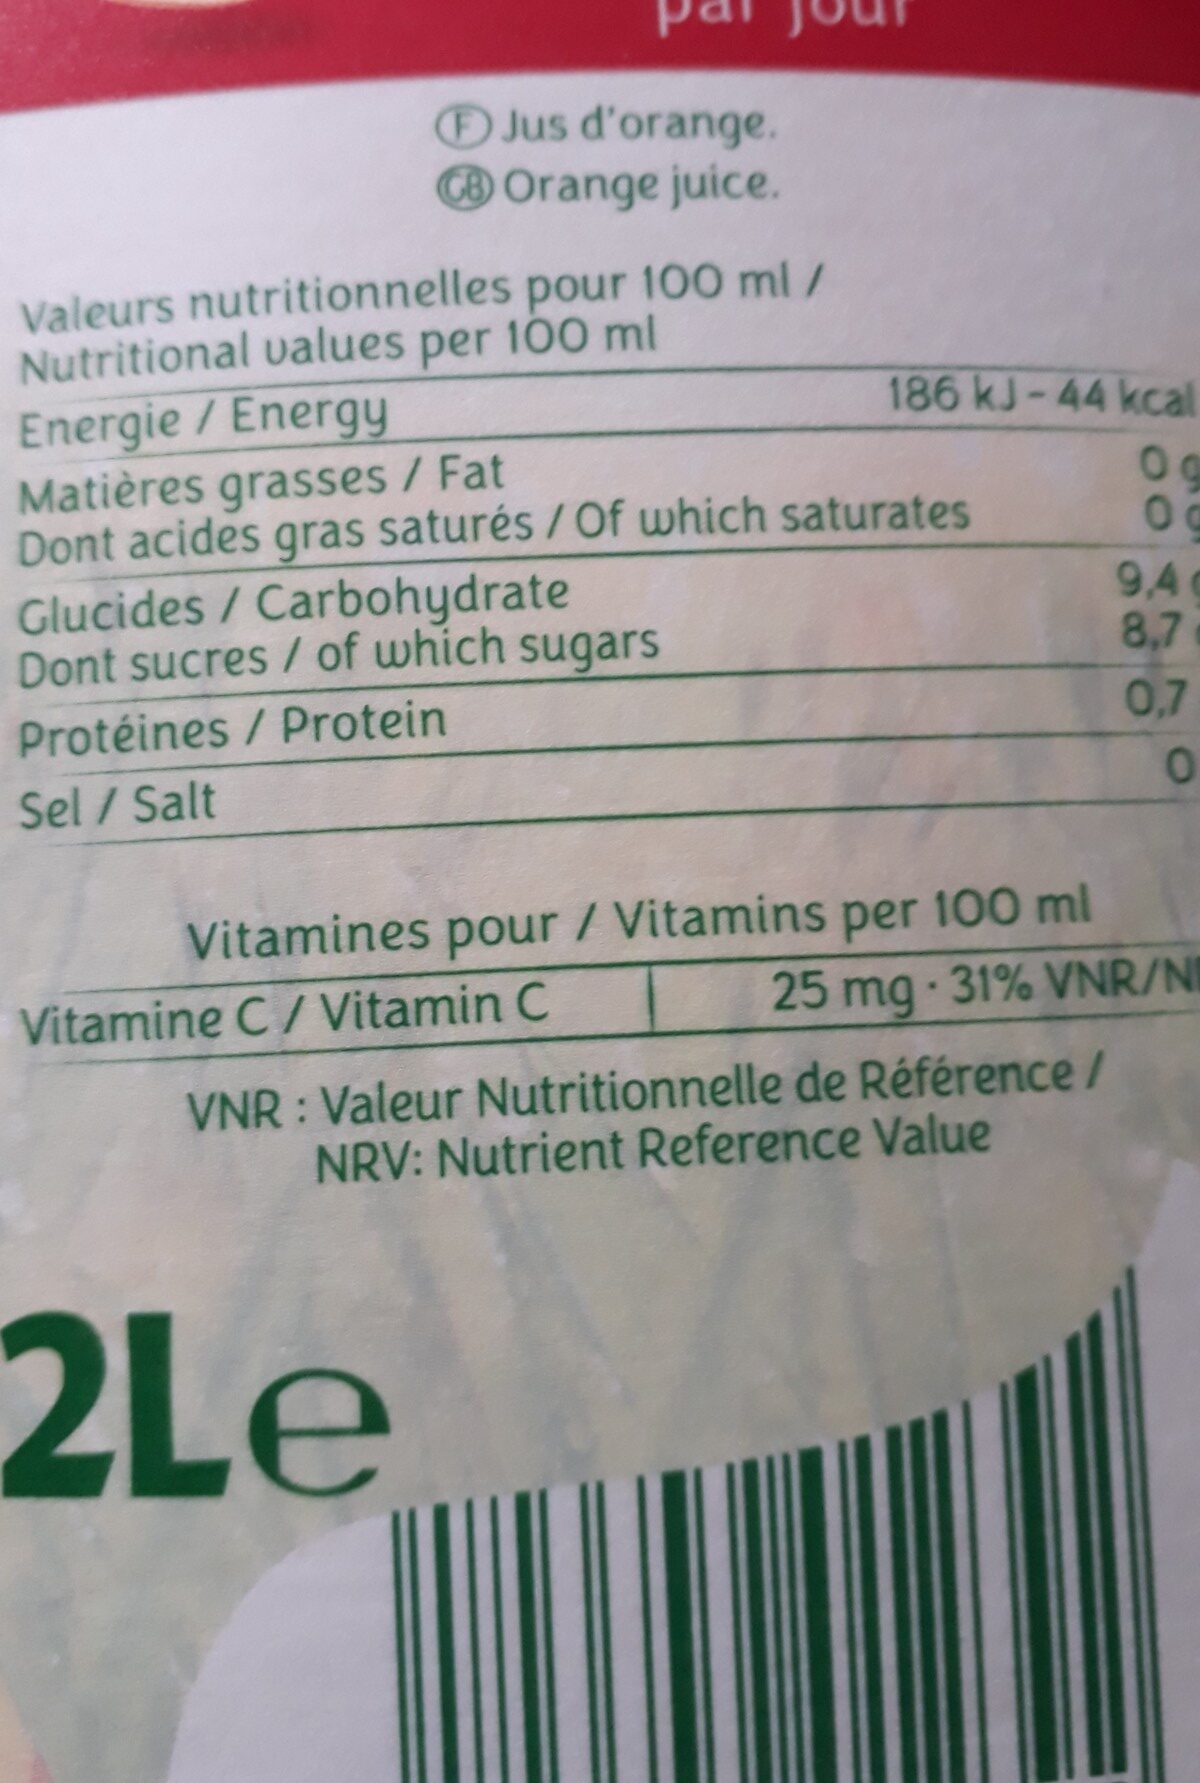 par jour
F Jus d'orange.
GB Orange juice.
Valeurs nutritionnelles pour 100 ml /
Nutritional values per 100 ml
Energie / Energy 186 kJ - 44 kcal
Matières grasses / Fat 0 g
Dont acides gras saturés / Of which saturates 0 g
Glucides / Carbohydrate 9,4 g
Dont sucres / of which sugars 8,7
Protéines / Protein 0,7
Sel / Salt 0
Vitamines pour / Vitamins per 100 ml
Vitamine C / Vitamin C 25 mg · 31% VNR/N
VNR : Valeur Nutritionnelle de Référence /
NRV: Nutrient Reference Value
2L e